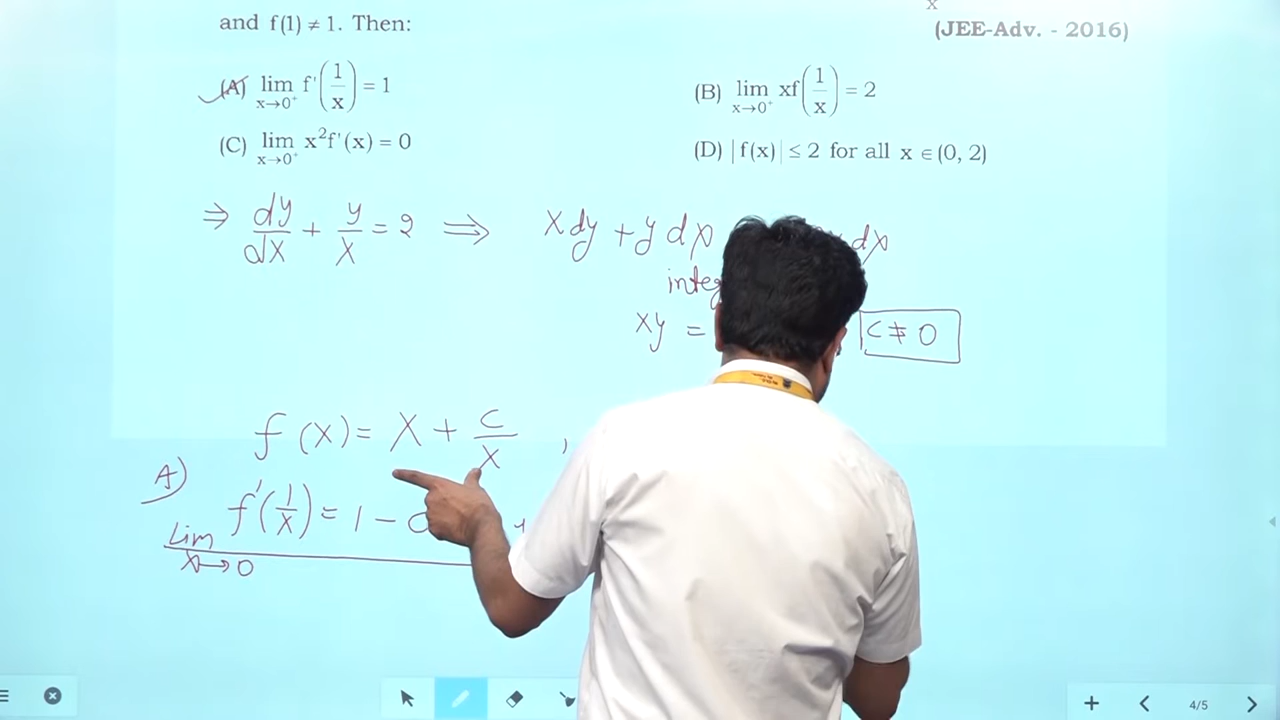 x
and f(1) ≠ 1. Then:
(JEE-Adv. - 2016)
(A) lim x→0⁺ f'(1/x) = 1
(B) lim x→0⁺ xf(1/x) = 2
(C) lim x→0⁺ x²f'(x) = 0
(D) |f(x)| ≤ 2 for all x ∈ (0, 2)
⇒ dy/dx + y/x = 2 ⇒ x dy + y dx dx
integ
xy = c ≠ 0
f(x) = x + c/x ,
A) lim x→0 f'(1/x) = 1 -
4/5